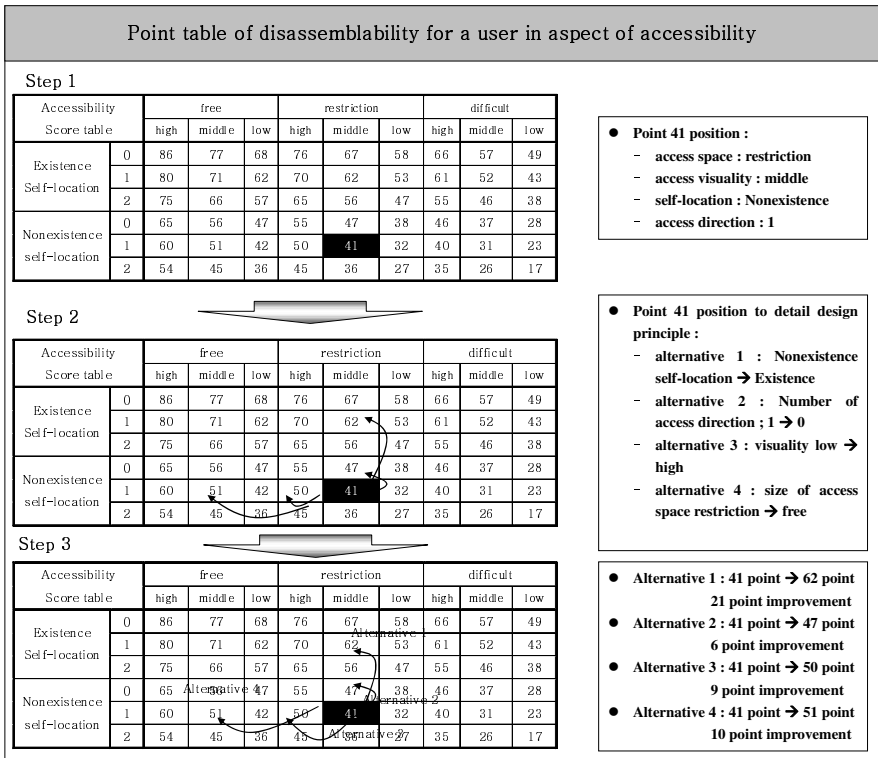 Point table of disassemblability for a user in aspect of accessibility
Step 1
Accessibility Score table free restriction difficult
high middle low high middle low high middle low
Existence Self-location
0 86 77 68 76 67 58 66 57 49
1 80 71 62 70 62 53 61 52 43
2 75 66 57 65 56 47 55 46 38
Nonexistence self-location
0 65 56 47 55 47 38 46 37 28
1 60 51 42 50 41 32 40 31 23
2 54 45 36 45 36 27 35 26 17
● Point 41 position :
- access space : restriction
- access visuality : middle
- self-location : Nonexistence
- access direction : 1
Step 2
Accessibility Score table free restriction difficult
high middle low high middle low high middle low
Existence Self-location
0 86 77 68 76 67 58 66 57 49
1 80 71 62 70 62 53 61 52 43
2 75 66 57 65 56 47 55 46 38
Nonexistence self-location
0 65 56 47 55 47 38 46 37 28
1 60 51 42 50 41 32 40 31 23
2 54 45 36 45 36 27 35 26 17
● Point 41 position to detail design
principle :
- alternative 1 : Nonexistence
self-location ➔ Existence
- alternative 2 : Number of
access direction ; 1 ➔ 0
- alternative 3 : visuality low ➔
high
- alternative 4 : size of access
space restriction ➔ free
Step 3
Accessibility Score table free restriction difficult
high middle low high middle low high middle low
Existence Self-location
0 86 77 68 76 67 58 66 57 49
Alternative 1
1 80 71 62 70 62 53 61 52 43
2 75 66 57 65 56 47 55 46 38
Nonexistence self-location
0 65 56 47 55 47 38 46 37 28
Alternative 4
Alternative 2
1 60 51 42 50 41 32 40 31 23
2 54 45 36 45 36 27 35 26 17
Alternative 3
● Alternative 1 : 41 point ➔ 62 point
21 point improvement
● Alternative 2 : 41 point ➔ 47 point
6 point improvement
● Alternative 3 : 41 point ➔ 50 point
9 point improvement
● Alternative 4 : 41 point ➔ 51 point
10 point improvement